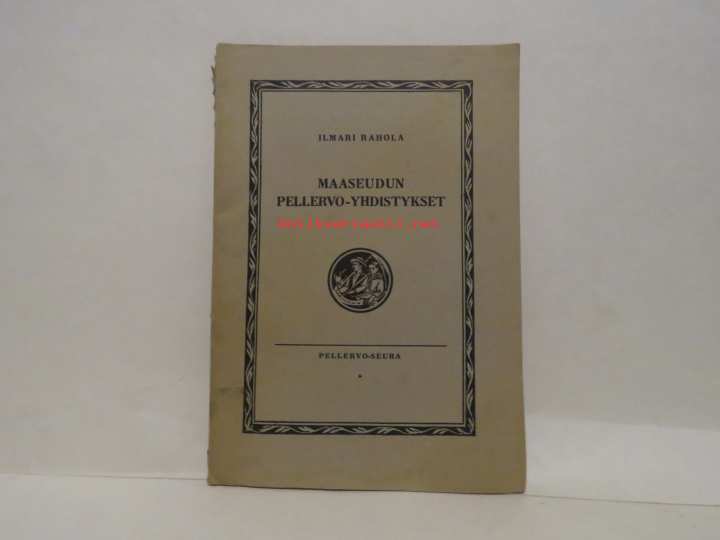 ILMARI RAHOLA
MAASEUDUN
PELLERVO-YHDISTYKSET
PELLERVO-SEURA